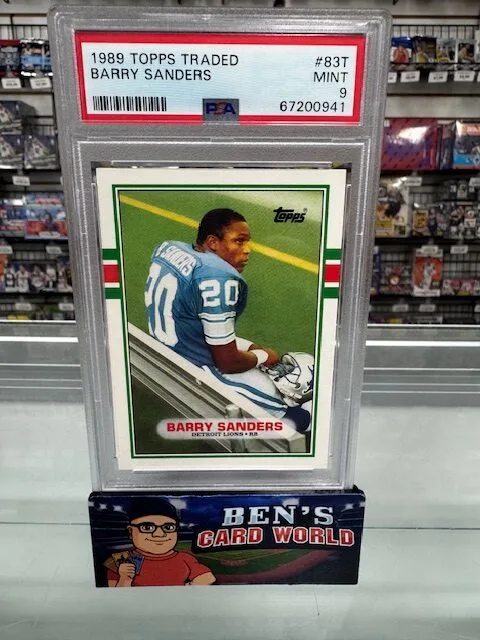 1989 TOPPS TRADED #83T
BARRY SANDERS MINT
9
PSA 67200941
Topps
B. SANDERS
20
20
BARRY SANDERS
DETROIT LIONS • RB
BEN'S
CARD WORLD